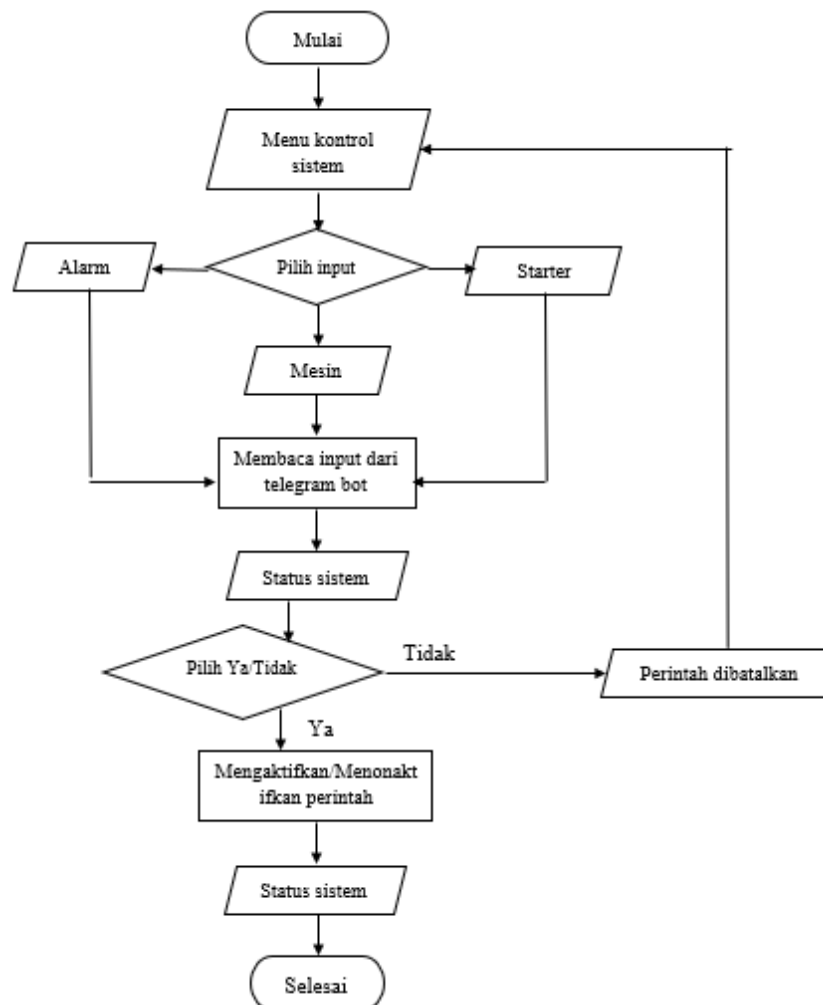 Mulai
Menu kontrol
sistem
Alarm
Pilih input
Starter
Mesin
Membaca input dari
telegram bot
Status sistem
Pilih Ya/Tidak
Tidak
Perintah dibatalkan
Ya
Mengaktifkan/Menonakt
ifkan perintah
Status sistem
Selesai